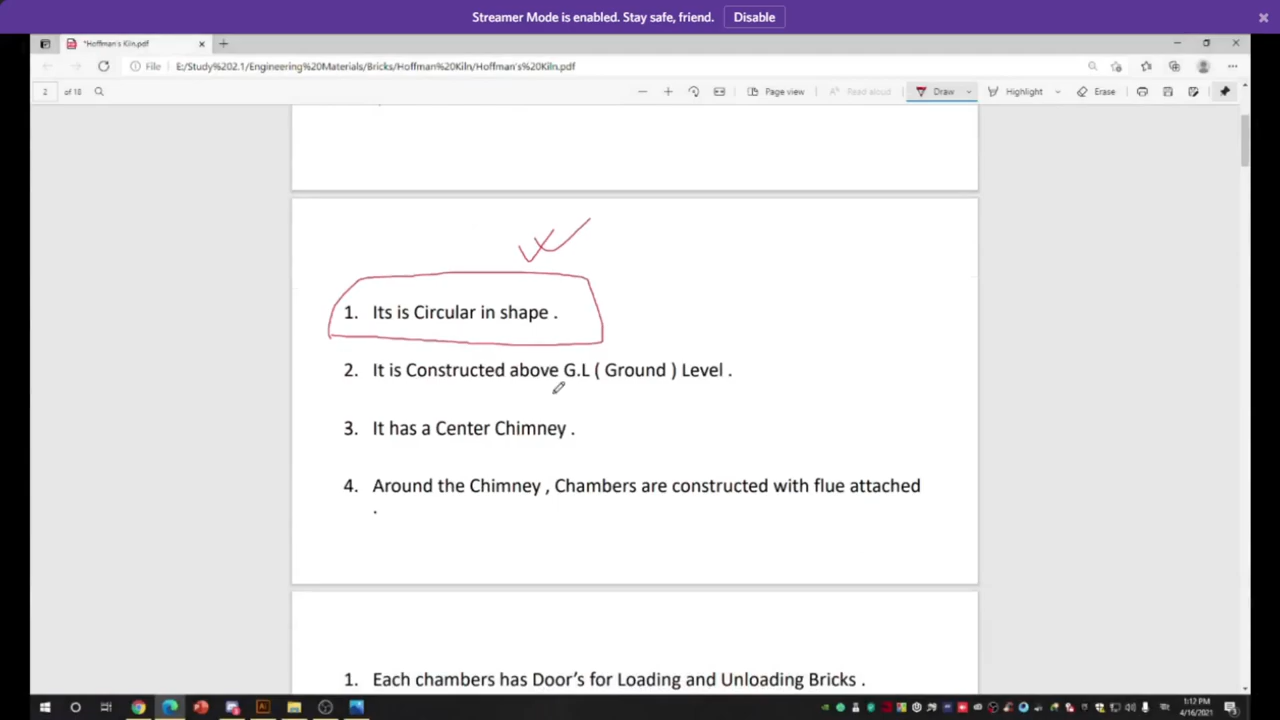 Streamer Mode is enabled. Stay safe, friend. Disable
*Hoffman's Kiln.pdf
File E:/Study%202.1/Engineering%20Materials/Bricks/Hoffman%20Kiln/Hoffman's%20Kiln.pdf
2 of 18 Page view Read aloud Draw Highlight Erase
1. Its is Circular in shape .
2. It is Constructed above G.L ( Ground ) Level .
3. It has a Center Chimney .
4. Around the Chimney , Chambers are constructed with flue attached
.
1. Each chambers has Door's for Loading and Unloading Bricks .
1:12 PM
4/16/2021